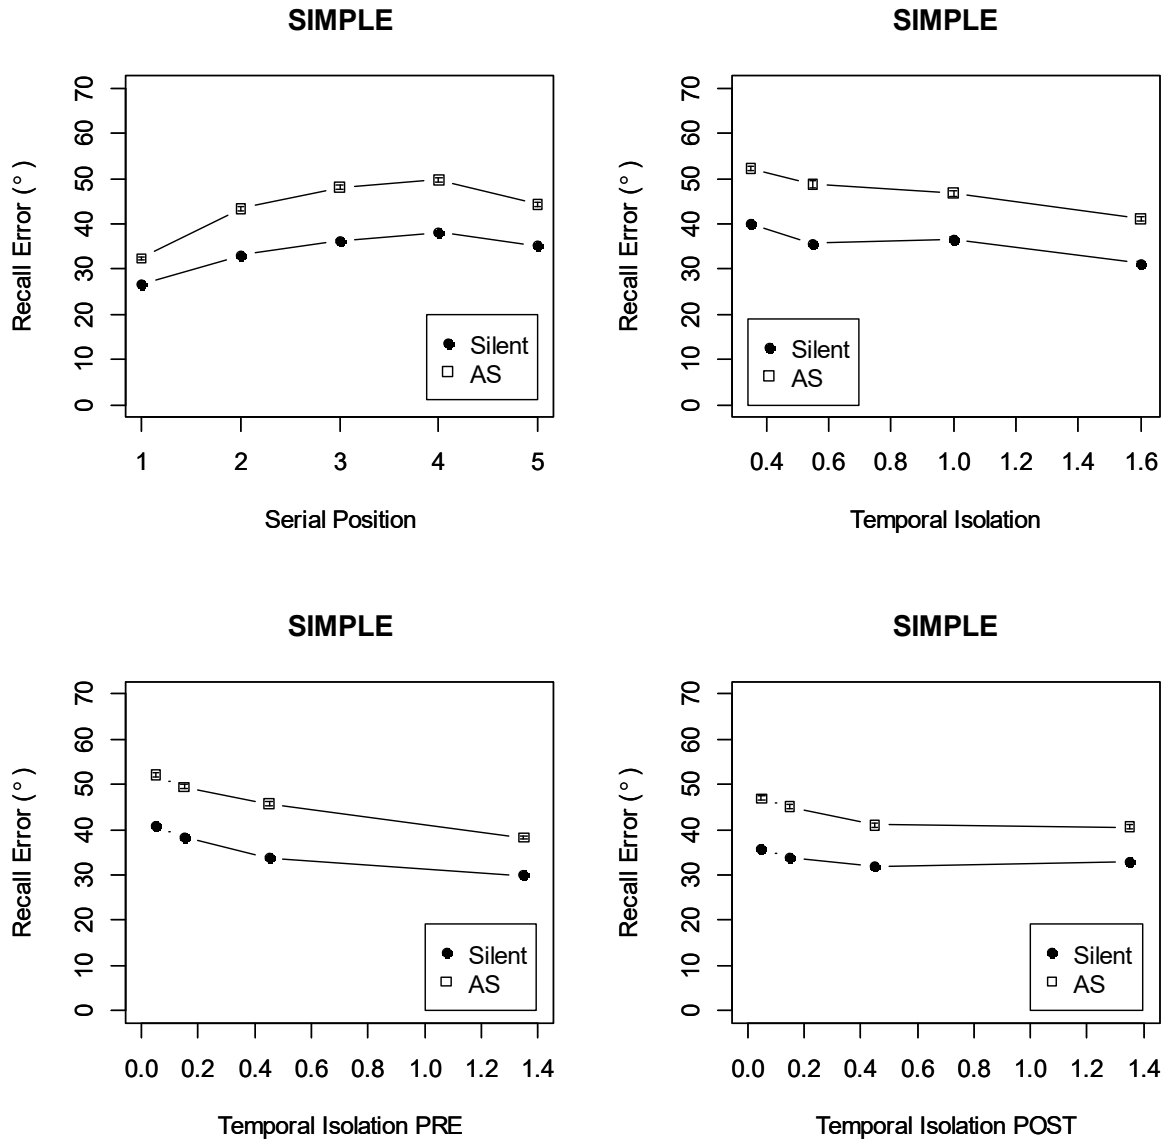 SIMPLE
Recall Error (°)
70
60
50
40
30
20
10
0
Silent
AS
1 2 3 4 5
Serial Position
SIMPLE
Recall Error (°)
70
60
50
40
30
20
10
0
Silent
AS
0.4 0.6 0.8 1.0 1.2 1.4 1.6
Temporal Isolation
SIMPLE
Recall Error (°)
70
60
50
40
30
20
10
0
Silent
AS
0.0 0.2 0.4 0.6 0.8 1.0 1.2 1.4
Temporal Isolation PRE
SIMPLE
Recall Error (°)
70
60
50
40
30
20
10
0
Silent
AS
0.0 0.2 0.4 0.6 0.8 1.0 1.2 1.4
Temporal Isolation POST